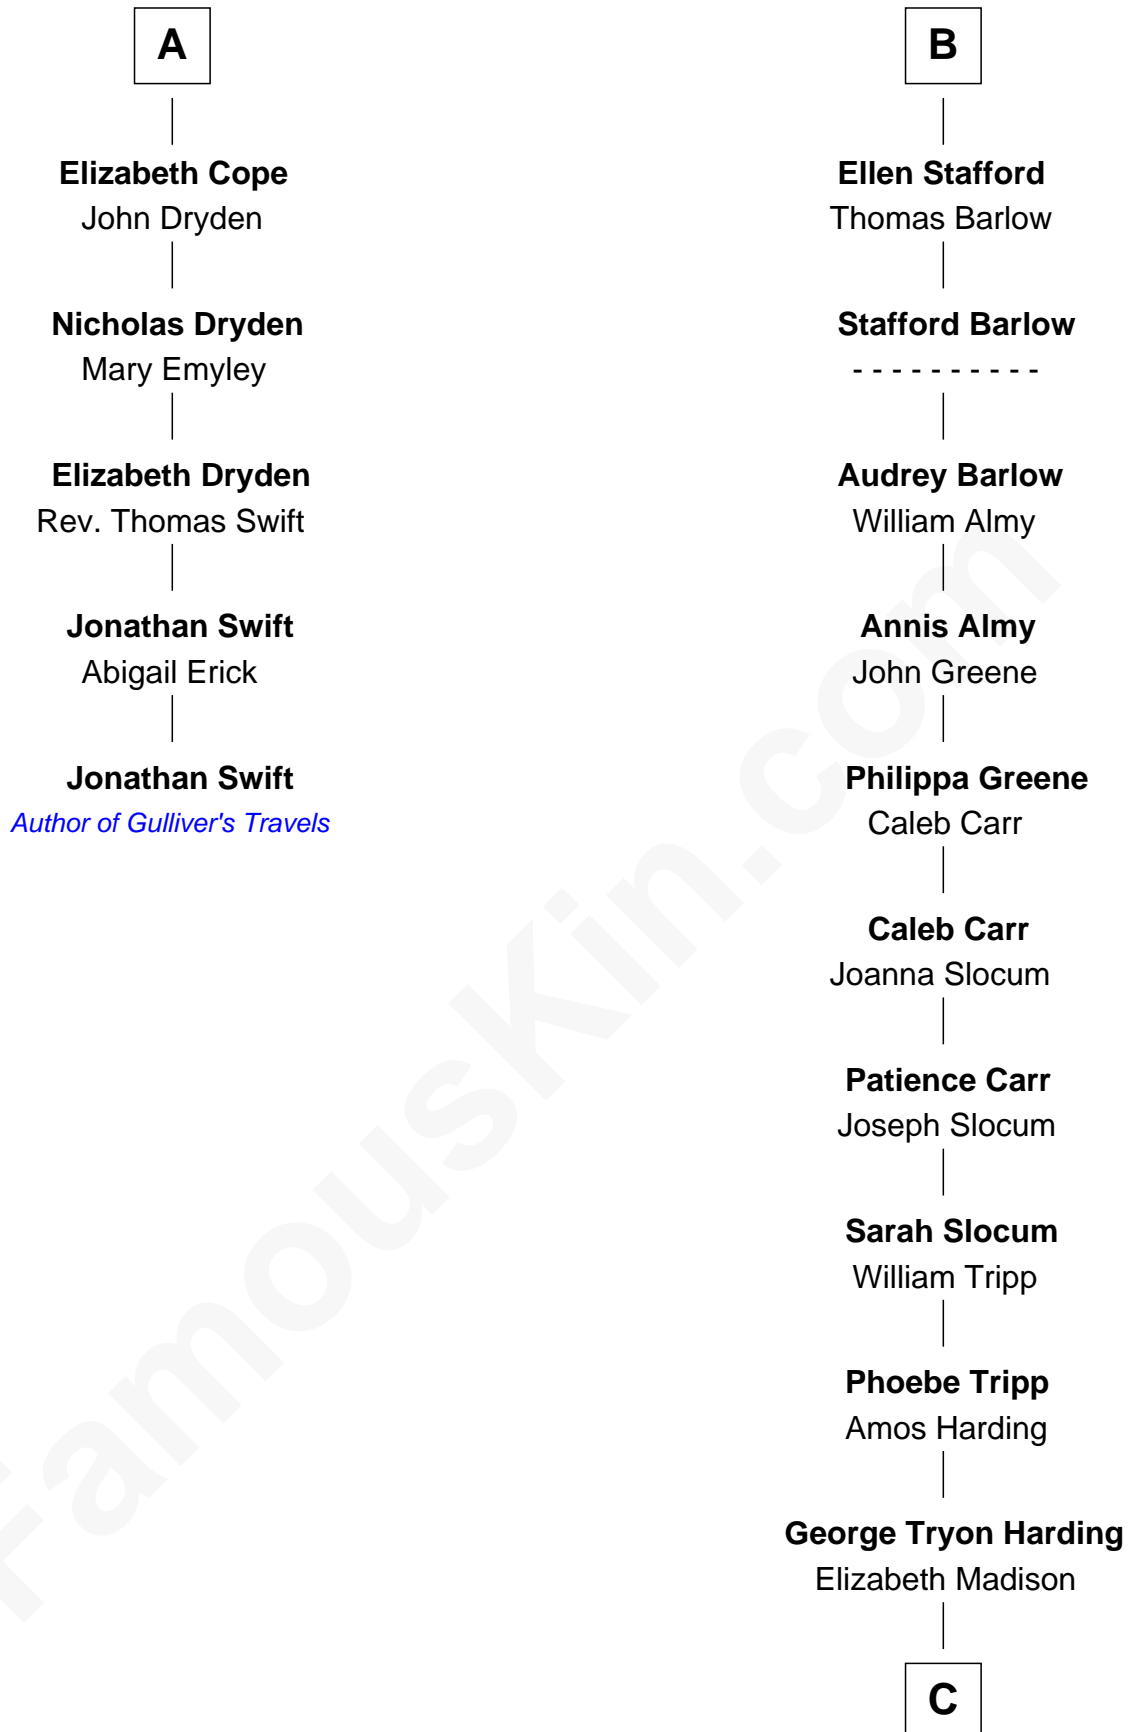 A
Elizabeth Cope
John Dryden
Nicholas Dryden
Mary Emyley
Elizabeth Dryden
Rev. Thomas Swift
Jonathan Swift
Abigail Erick
Jonathan Swift
Author of Gulliver's Travels
B
Ellen Stafford
Thomas Barlow
Stafford Barlow
- - - - - - - - - -
Audrey Barlow
William Almy
Annis Almy
John Greene
Philippa Greene
Caleb Carr
Caleb Carr
Joanna Slocum
Patience Carr
Joseph Slocum
Sarah Slocum
William Tripp
Phoebe Tripp
Amos Harding
George Tryon Harding
Elizabeth Madison
C
FamousKin.com